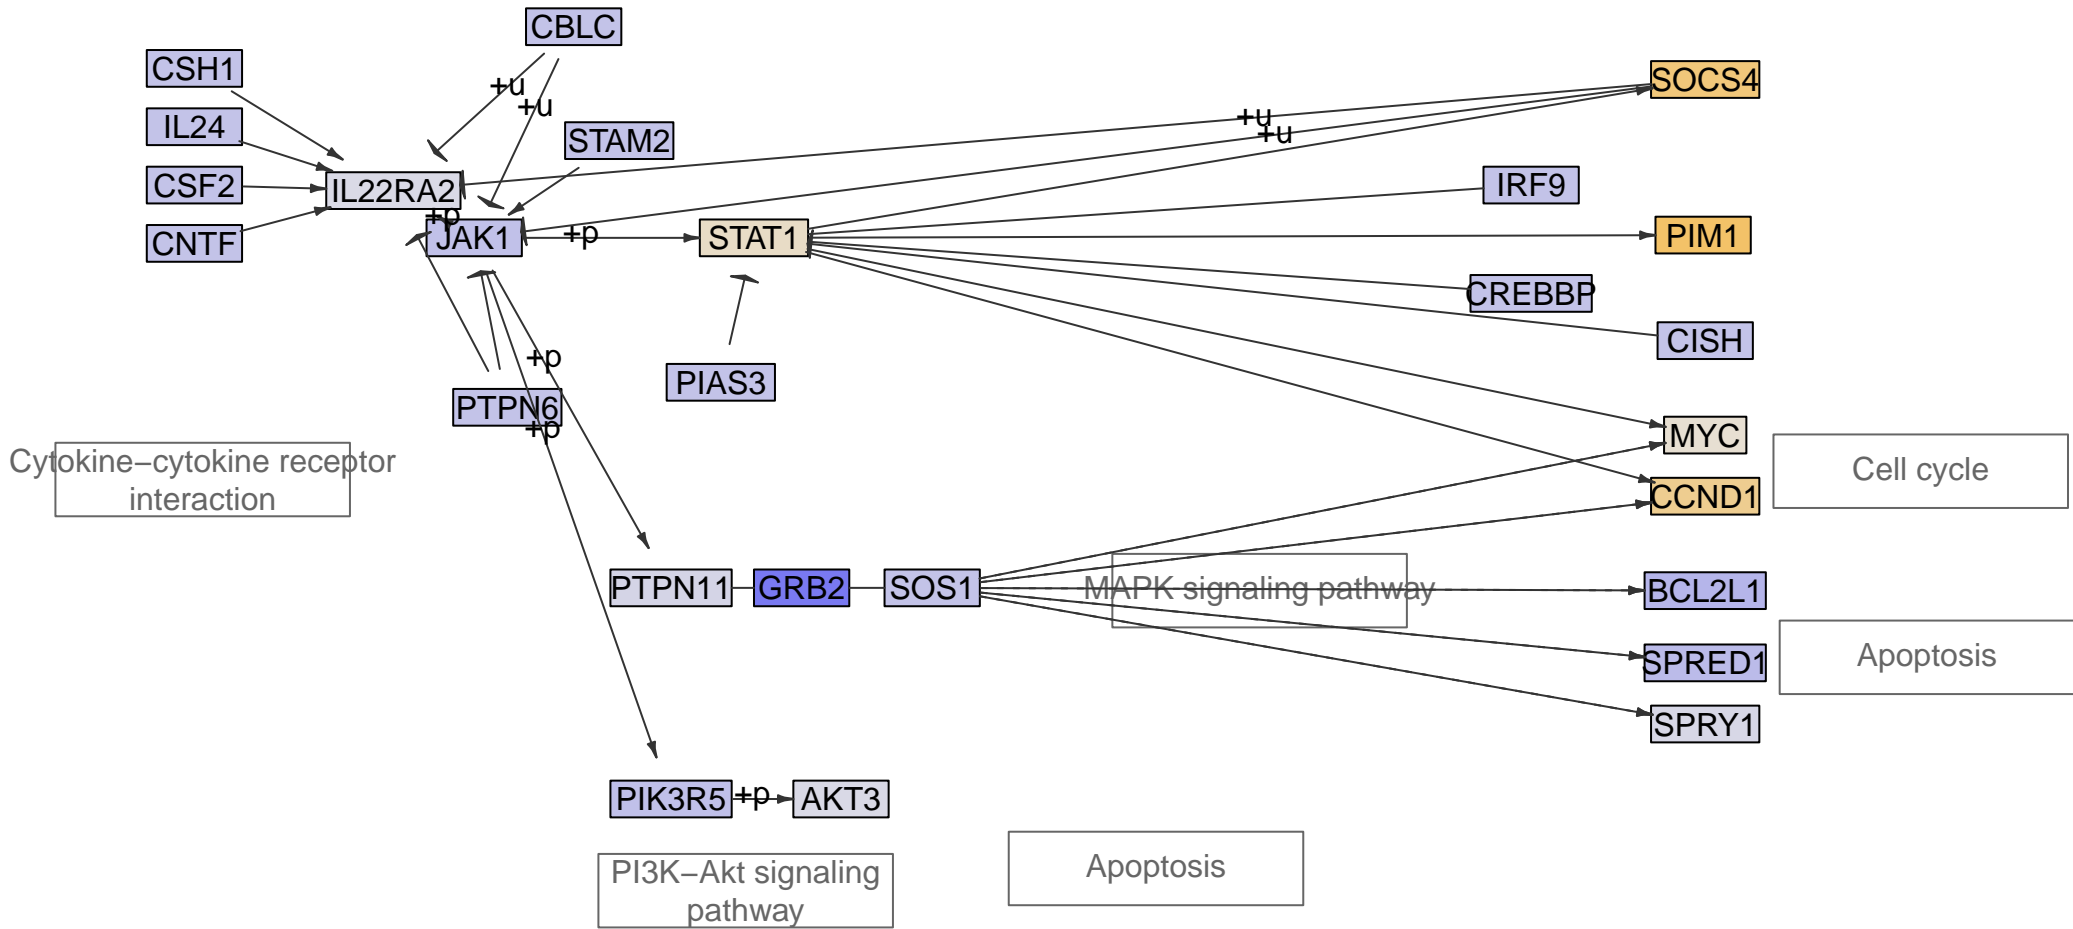 CBLC
CSH1
+u
SOCS4
+u
+u
IL24
+u
STAM2
CSF2
IL22RA2
IRF9
+p
CNTF
JAK1
+p
STAT1
PIM1
CREBBP
CISH
+p
PIAS3
PTPN6
+p
MYC
Cytokine−cytokine receptor
interaction
Cell cycle
CCND1
PTPN11
GRB2
SOS1
MAPK signaling pathway
BCL2L1
SPRED1
Apoptosis
SPRY1
PIK3R5
+p
AKT3
Apoptosis
PI3K−Akt signaling
pathway